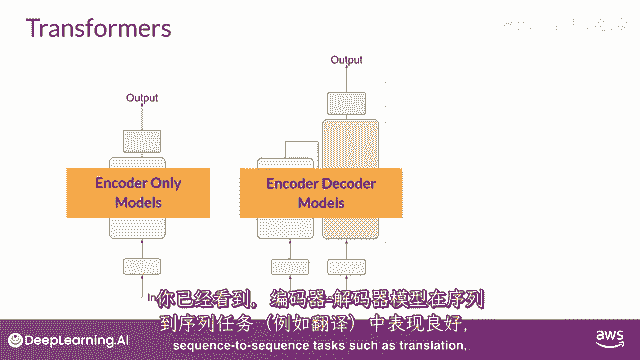 Transformers
Output
Output
Encoder Only
Models
Encoder Decoder
Models
In
你已经看到，编码器-解码器模型在序列
到序列任务（例如翻译）中表现良好，
sequence-to-sequence tasks such as translation,
DeepLearning.AI
aws